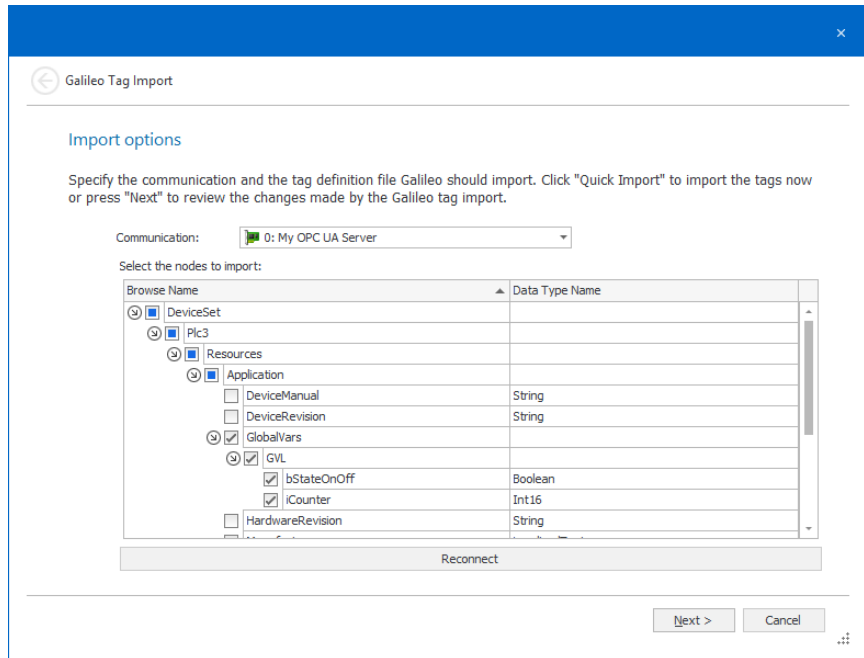 Galileo Tag Import
Import options
Specify the communication and the tag definition file Galileo should import. Click "Quick Import" to import the tags now
or press "Next" to review the changes made by the Galileo tag import.
Communication: 0: My OPC UA Server
Select the nodes to import:
Browse Name Data Type Name
DeviceSet
Plc3
Resources
Application
DeviceManual String
DeviceRevision String
GlobalVars
GVL
bStateOnOff Boolean
iCounter Int16
HardwareRevision String
Reconnect
Next > Cancel